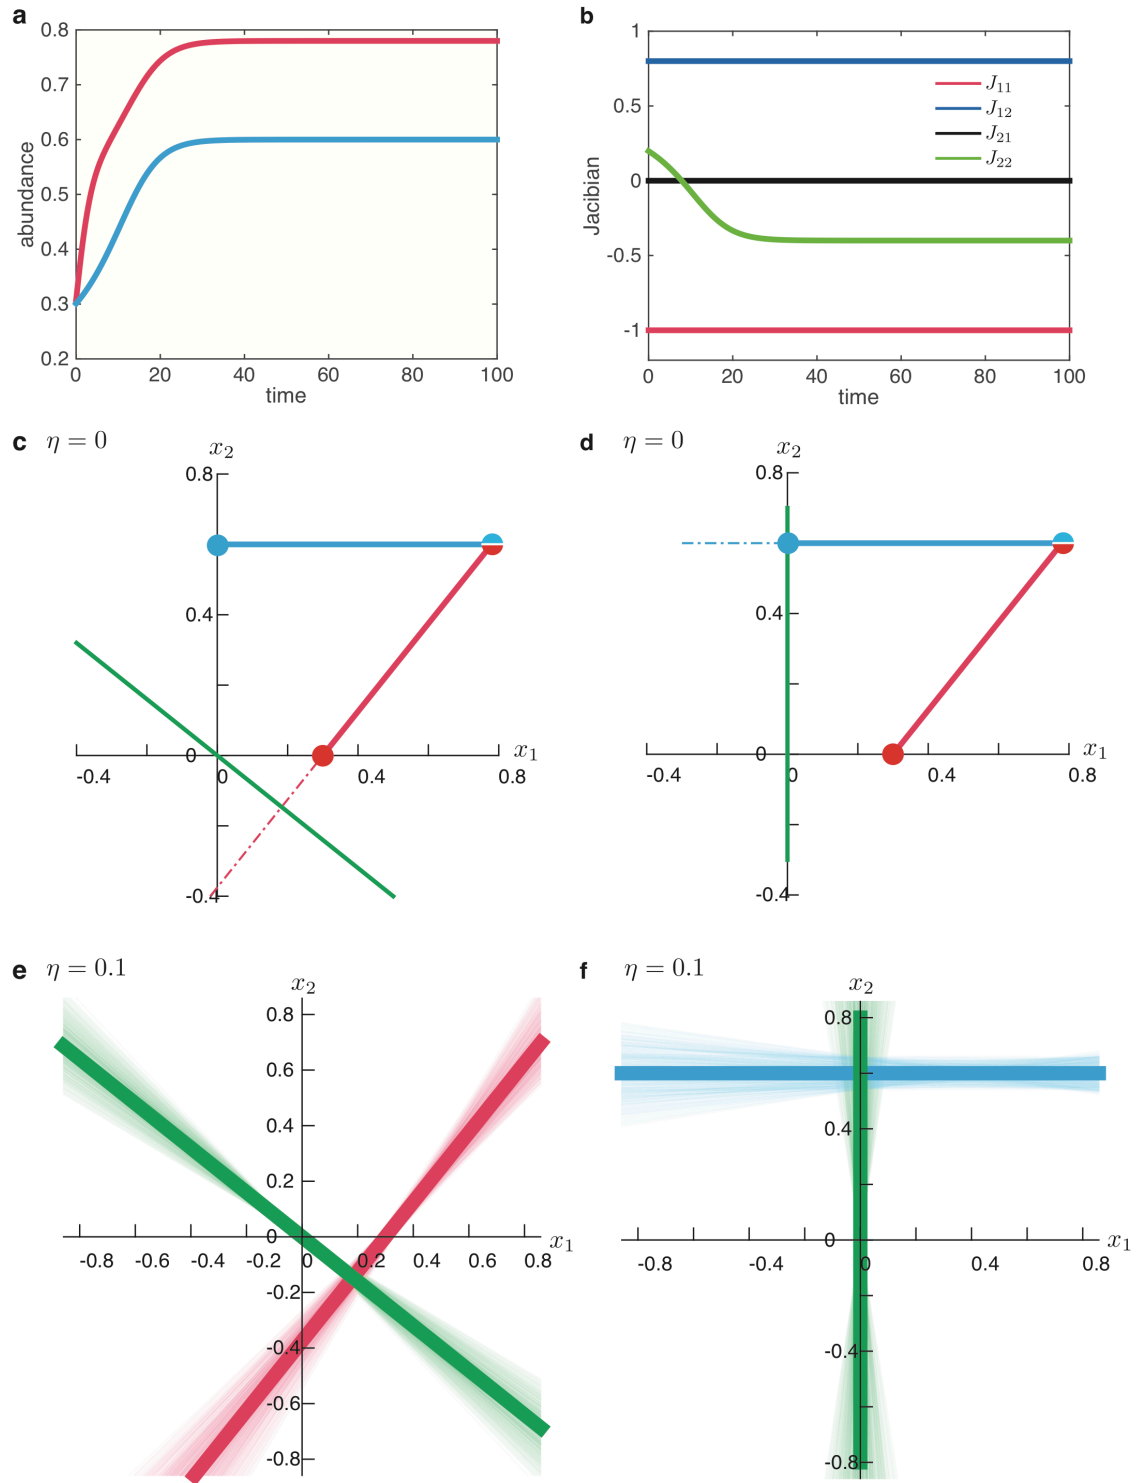 a
0.8
0.7
0.6
0.5
0.4
0.3
0.2
abundance
0 20 40 60 80 100
time
b
1
0.5
0
-0.5
-1
Jacibian
J11
J12
J21
J22
0 20 40 60 80 100
time
c η = 0
x2
0.8
0.4
0
-0.4
-0.4 0 0.4 0.8
x1
d η = 0
x2
0.8
0.4
0
-0.4
-0.4 0 0.4 0.8
x1
e η = 0.1
x2
0.8
0.6
0.4
0.2
0
-0.2
-0.4
-0.6
-0.8
-0.8 -0.6 -0.4 -0.2 0 0.2 0.4 0.6 0.8
x1
f η = 0.1
x2
0.8
0.4
0
-0.4
-0.8
-0.8 -0.4 0 0.4 0.8
x1